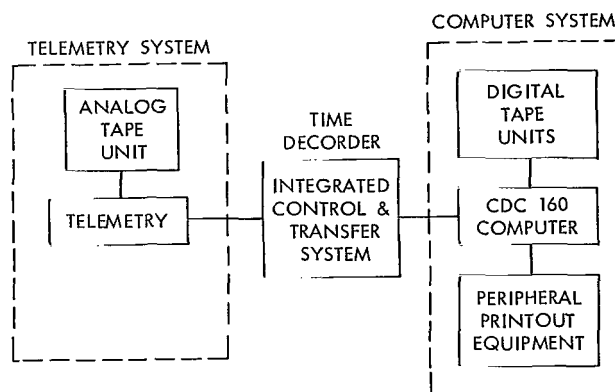 TELEMETRY SYSTEM
ANALOG
TAPE
UNIT
TELEMETRY
TIME
DECORDER
INTEGRATED
CONTROL &
TRANSFER
SYSTEM
COMPUTER SYSTEM
DIGITAL
TAPE
UNITS
CDC 160
COMPUTER
PERIPHERAL
PRINTOUT
EQUIPMENT